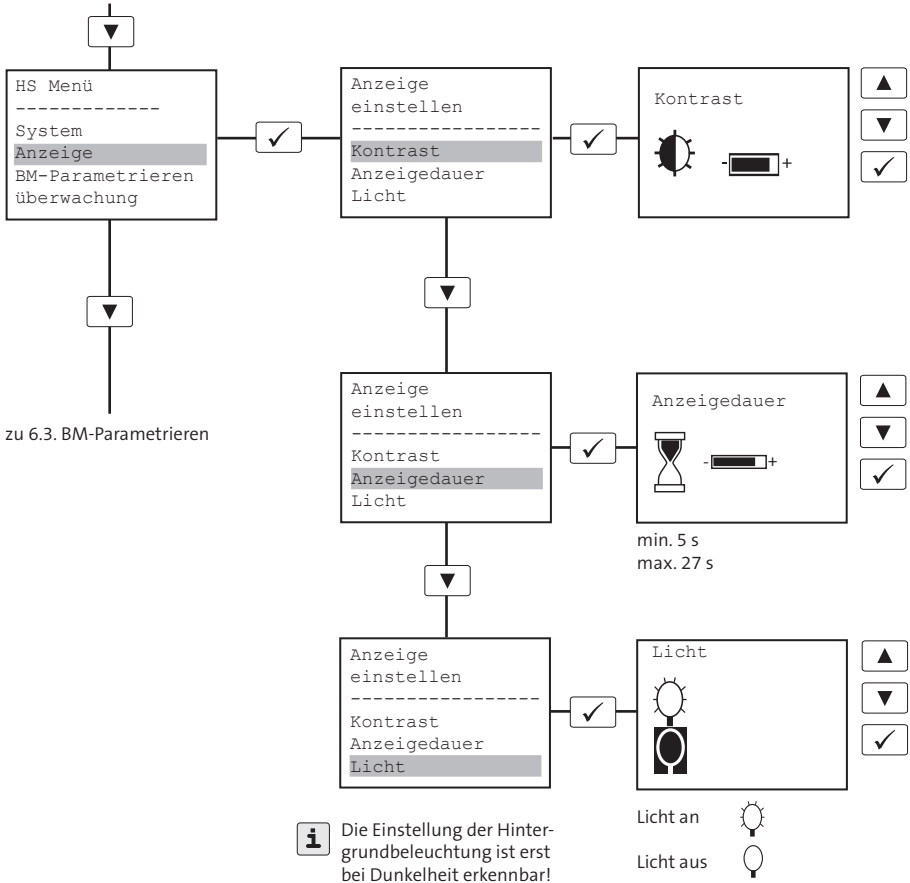 HS Menü
-------------
System
Anzeige
BM-Parametrieren
überwachung
zu 6.3. BM-Parametrieren
Anzeige
einstellen
-----------------
Kontrast
Anzeigedauer
Licht
Kontrast
- +
Anzeige
einstellen
-----------------
Kontrast
Anzeigedauer
Licht
Anzeigedauer
- +
min. 5 s
max. 27 s
Anzeige
einstellen
-----------------
Kontrast
Anzeigedauer
Licht
Licht
i
Die Einstellung der Hinter-
grundbeleuchtung ist erst
bei Dunkelheit erkennbar!
Licht an
Licht aus